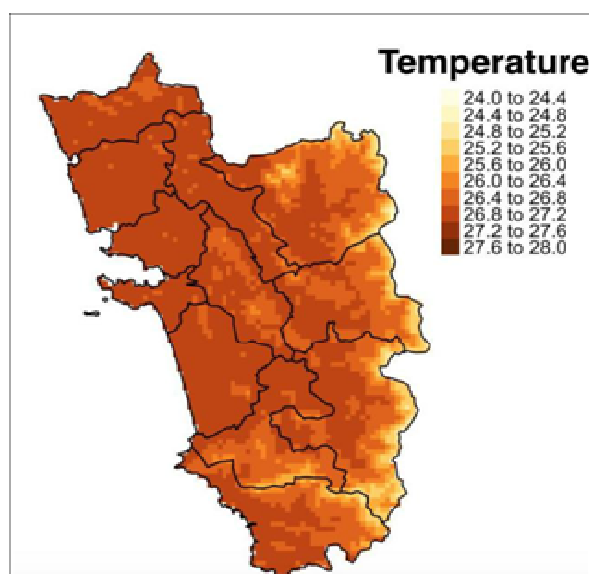 Temperature
24.0 to 24.4
24.4 to 24.8
24.8 to 25.2
25.2 to 25.6
25.6 to 26.0
26.0 to 26.4
26.4 to 26.8
26.8 to 27.2
27.2 to 27.6
27.6 to 28.0